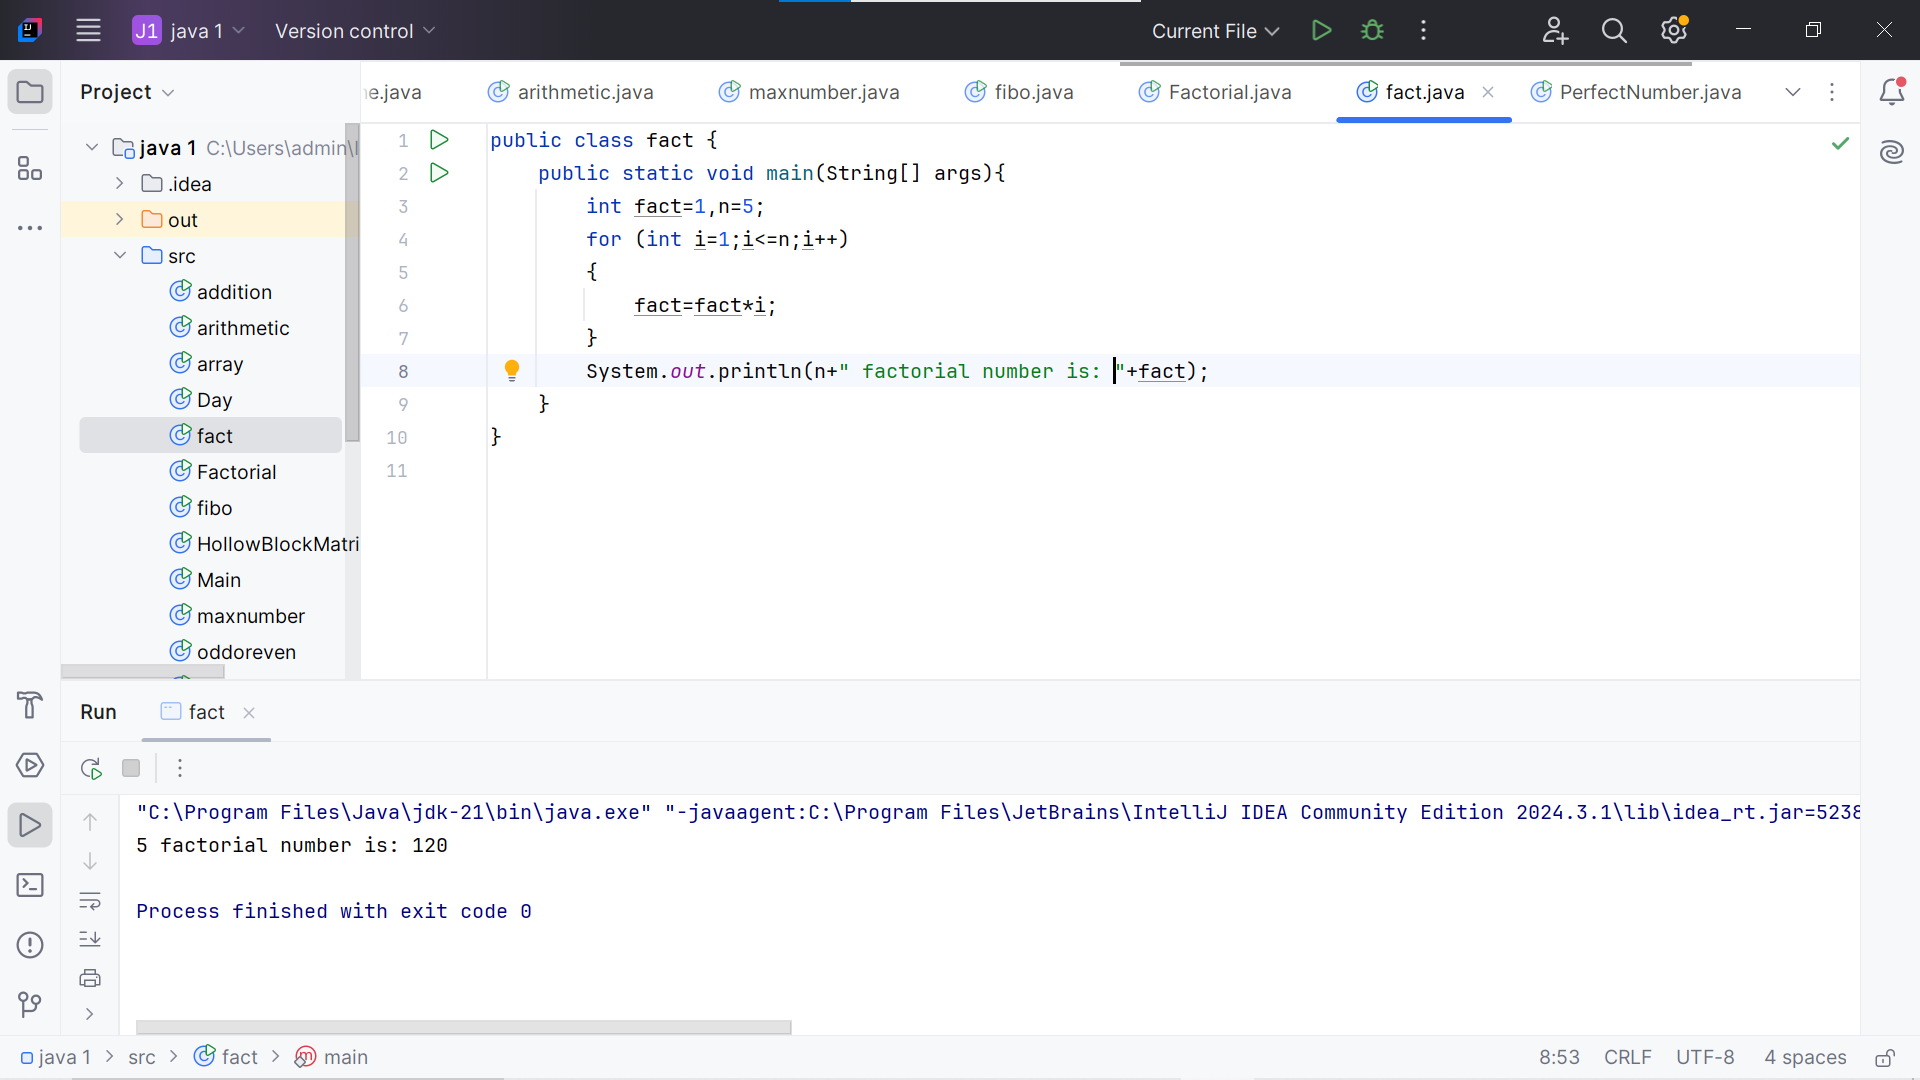 J1 java 1 Version control Current File
Project
e.java arithmetic.java maxnumber.java fibo.java Factorial.java fact.java PerfectNumber.java
java 1 C:\Users\admin\I
.idea
out
src
addition
arithmetic
array
Day
fact
Factorial
fibo
HollowBlockMatri
Main
maxnumber
oddoreven
1 public class fact {
2 public static void main(String[] args){
3 int fact=1,n=5;
4 for (int i=1;i<=n;i++)
5 {
6 fact=fact*i;
7 }
8 System.out.println(n+" factorial number is: "+fact);
9 }
10 }
11
Run fact
"C:\Program Files\Java\jdk-21\bin\java.exe" "-javaagent:C:\Program Files\JetBrains\IntelliJ IDEA Community Edition 2024.3.1\lib\idea_rt.jar=5238
5 factorial number is: 120
Process finished with exit code 0
java 1 > src > fact > main 8:53 CRLF UTF-8 4 spaces